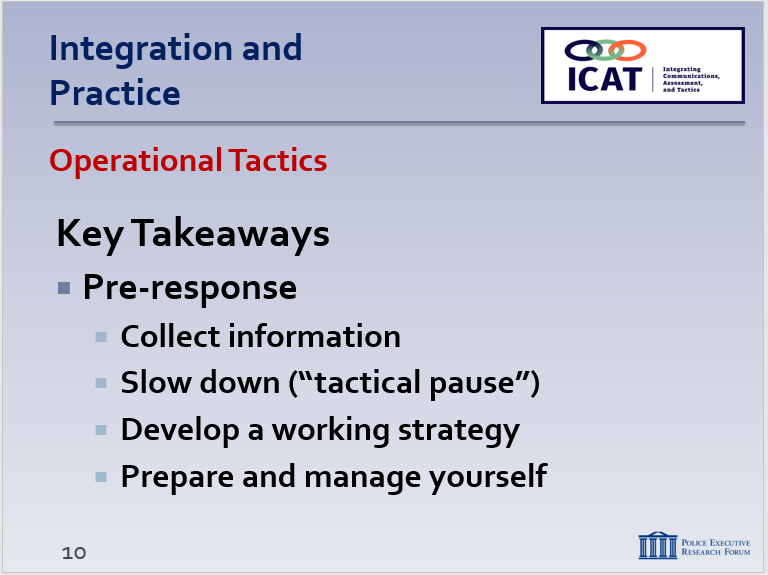 Integration and
Practice
ICAT
Integrating
Communications,
Assessment,
and Tactics
Operational Tactics
Key Takeaways
Pre-response
Collect information
Slow down (“tactical pause”)
Develop a working strategy
Prepare and manage yourself
10
Police Executive
Research Forum